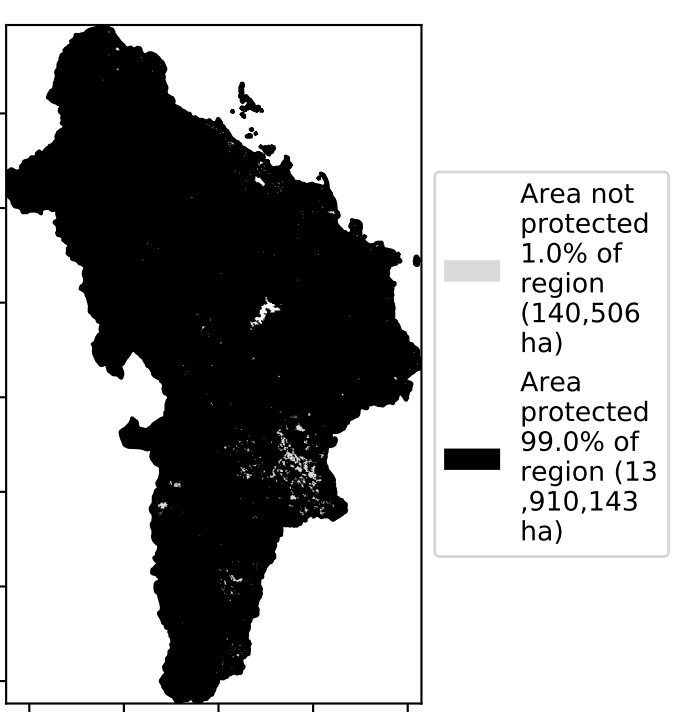 Area not
protected
1.0% of
region
(140,506
ha)
Area
protected
99.0% of
region (13
,910,143
ha)